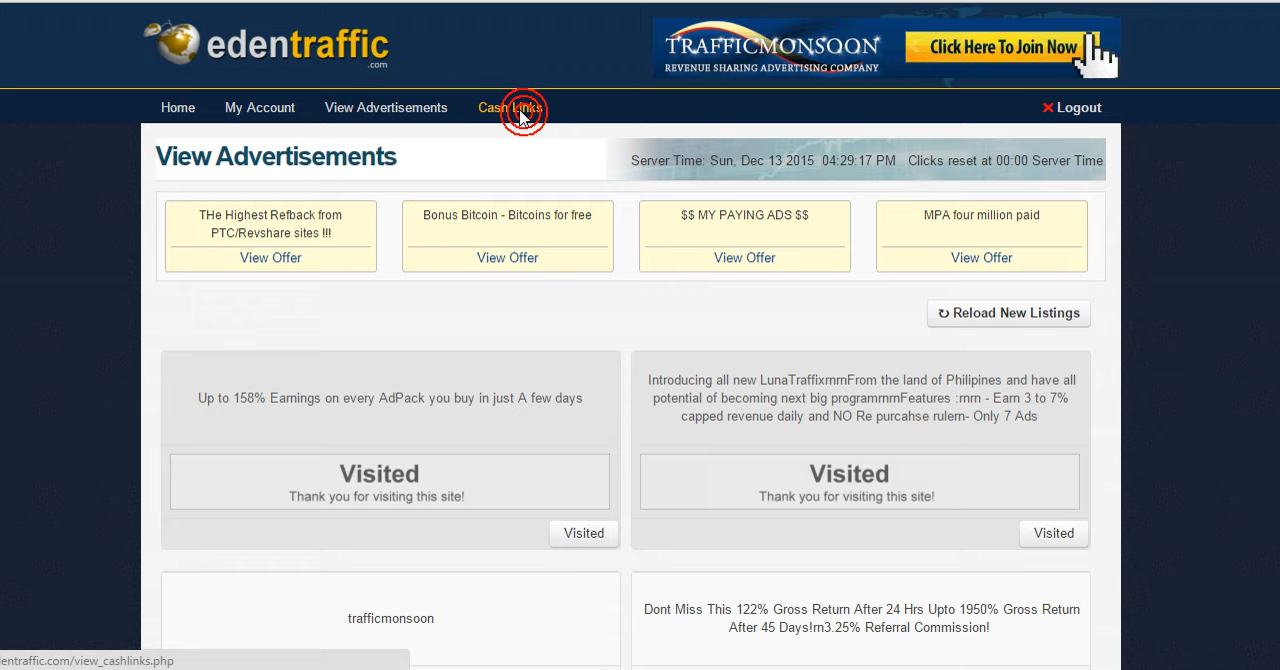 edentraffic
.com
TRAFFICMONSOON
REVENUE SHARING ADVERTISING COMPANY
Click Here To Join Now
Home My Account View Advertisements Cash Links Logout
View Advertisements
Server Time: Sun, Dec 13 2015 04:29:17 PM Clicks reset at 00:00 Server Time
THe Highest Refback from
PTC/Revshare sites !!!
View Offer
Bonus Bitcoin - Bitcoins for free
View Offer
$$ MY PAYING ADS $$
View Offer
MPA four million paid
View Offer
↻ Reload New Listings
Up to 158% Earnings on every AdPack you buy in just A few days
Visited
Thank you for visiting this site!
Visited
Introducing all new LunaTraffixrnrnFrom the land of Philipines and have all
potential of becoming next big programrnrnFeatures :rnrn - Earn 3 to 7%
capped revenue daily and NO Re purcahse rulern- Only 7 Ads
Visited
Thank you for visiting this site!
Visited
trafficmonsoon
Dont Miss This 122% Gross Return After 24 Hrs Upto 1950% Gross Return
After 45 Days!rn3.25% Referral Commission!
entraffic.com/view_cashlinks.php